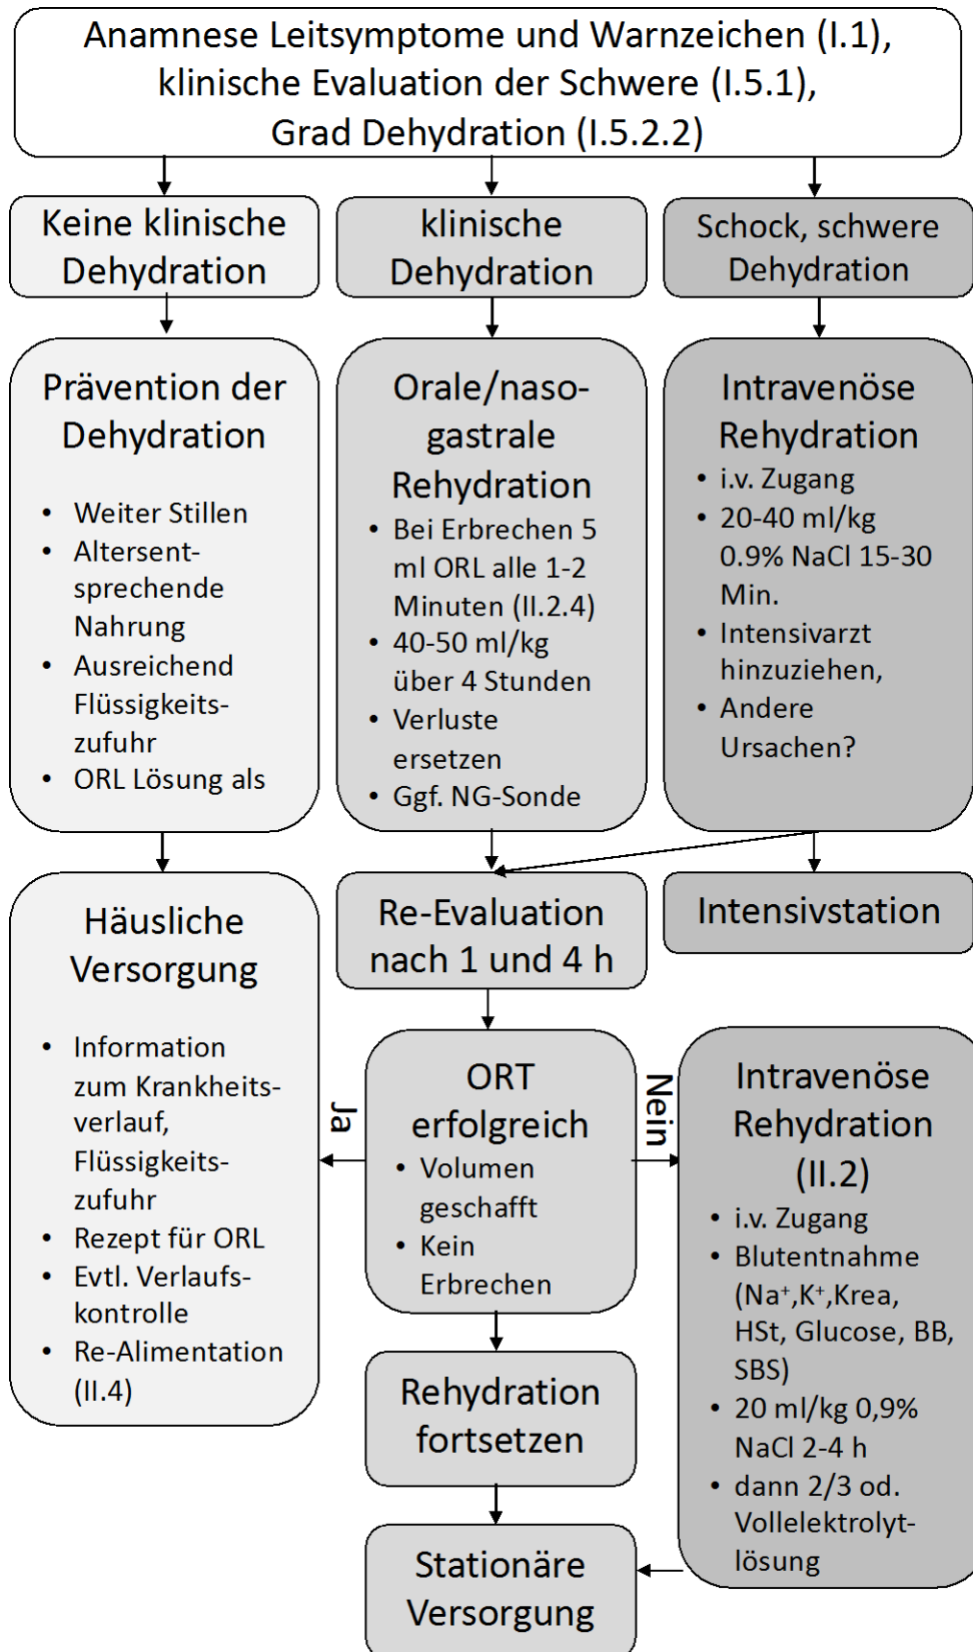 Anamnese Leitsymptome und Warnzeichen (I.1),
klinische Evaluation der Schwere (I.5.1),
Grad Dehydration (I.5.2.2)
Keine klinische
Dehydration
klinische
Dehydration
Schock, schwere
Dehydration
Prävention der
Dehydration
• Weiter Stillen
• Altersent-
sprechende
Nahrung
• Ausreichend
Flüssigkeits-
zufuhr
• ORL Lösung als
Orale/naso-
gastrale
Rehydration
• Bei Erbrechen 5
ml ORL alle 1-2
Minuten (II.2.4)
• 40-50 ml/kg
über 4 Stunden
• Verluste
ersetzen
• Ggf. NG-Sonde
Intravenöse
Rehydration
• i.v. Zugang
• 20-40 ml/kg
0.9% NaCl 15-30
Min.
• Intensivarzt
hinzuziehen,
• Andere
Ursachen?
Häusliche
Versorgung
• Information
zum Krankheits-
verlauf,
Flüssigkeits-
zufuhr
• Rezept für ORL
• Evtl. Verlaufs-
kontrolle
• Re-Alimentation
(II.4)
Re-Evaluation
nach 1 und 4 h
Intensivstation
Ja
ORT
erfolgreich
• Volumen
geschafft
• Kein
Erbrechen
Nein
Intravenöse
Rehydration
(II.2)
• i.v. Zugang
• Blutentnahme
(Na⁺,K⁺,Krea,
HSt, Glucose, BB,
SBS)
• 20 ml/kg 0,9%
NaCl 2-4 h
• dann 2/3 od.
Vollelektrolyt-
lösung
Rehydration
fortsetzen
Stationäre
Versorgung